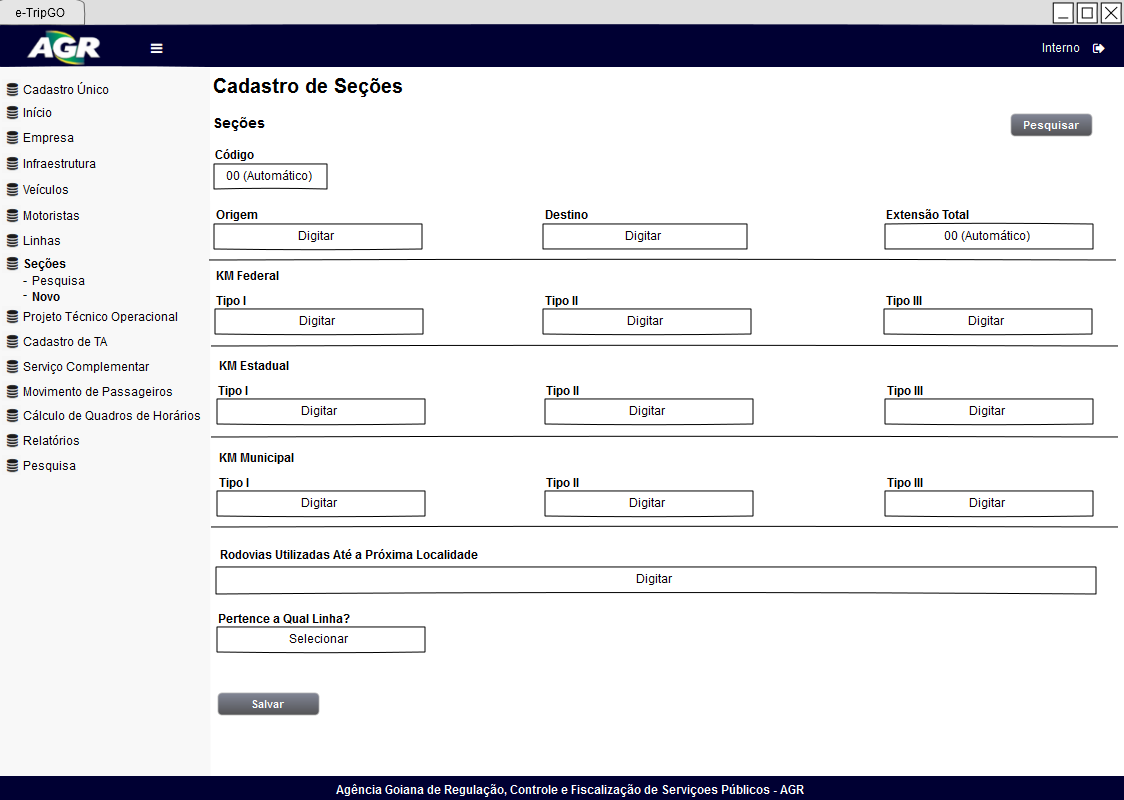 e-TripGO
AGR
Interno
Cadastro Único
Início
Empresa
Infraestrutura
Veículos
Motoristas
Linhas
Seções
- Pesquisa
- Novo
Projeto Técnico Operacional
Cadastro de TA
Serviço Complementar
Movimento de Passageiros
Cálculo de Quadros de Horários
Relatórios
Pesquisa
Cadastro de Seções
Seções
Pesquisar
Código
00 (Automático)
Origem Destino Extensão Total
Digitar Digitar 00 (Automático)
KM Federal
Tipo I Tipo II Tipo III
Digitar Digitar Digitar
KM Estadual
Tipo I Tipo II Tipo III
Digitar Digitar Digitar
KM Municipal
Tipo I Tipo II Tipo III
Digitar Digitar Digitar
Rodovias Utilizadas Até a Próxima Localidade
Digitar
Pertence a Qual Linha?
Selecionar
Salvar
Agência Goiana de Regulação, Controle e Fiscalização de Serviçoes Públicos - AGR